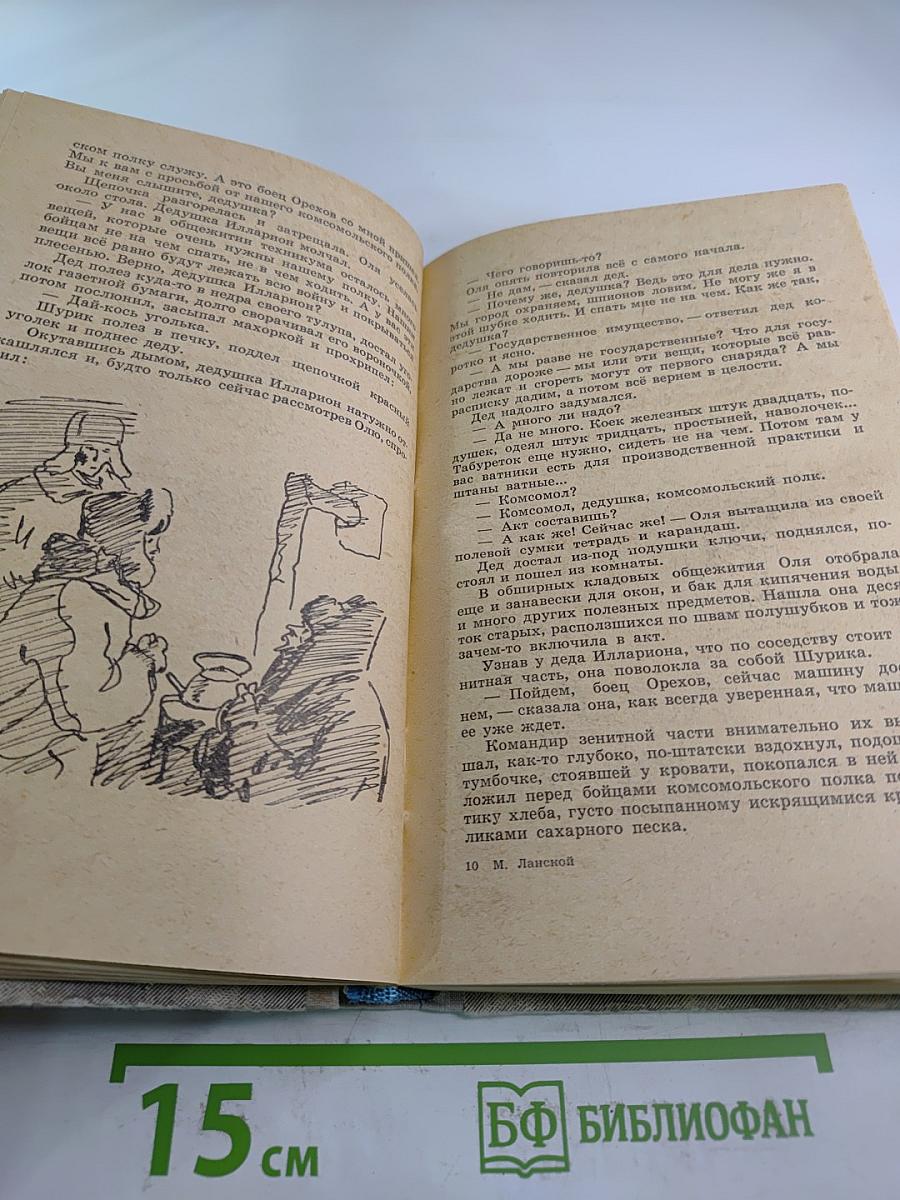 ском полку служу. А это боец Орехов со мной
Мы к вам с просьбой от нашего комсомольского
Вы меня слышите, дедушка?
Щепочка разгорелась и затрещала. Оля
около стола. Дедушка Илларион молчал.
— У нас в общежитии техникума осталось много
вещей, которые очень нужны нашему полку. Нашим
бойцам не на чем спать, не в чем ходить. А у вас эти
вещи всё равно будут лежать всю войну и покрываться
плесенью. Верно, дедушка Илларион?
Дед полез куда-то в недра своего тулупа, достал
лок газетной бумаги, долго сворачивал его вороночкой,
потом послюнил, засыпал махоркой и прохрипел:
— Дай-кось уголька.
Шурик полез в печку, поддел щепочкой красный
уголек и поднес деду.
Окутавшись дымом, дедушка Илларион натужно от-
кашлялся и, будто только сейчас рассмотрев Олю, спро-
сил:
— Чего говоришь-то?
Оля опять повторила всё с самого начала.
— Не дам, — сказал дед.
— Почему же, дедушка? Ведь это для дела нужно.
Мы город охраняем, шпионов ловим. Не могу же я в
этой шубке ходить. И спать мне не на чем. Как же так,
дедушка?
— Государственное имущество, — ответил дед ко-
ротко и ясно.
— А мы разве не государственные? Что для госу-
дарства дороже — мы или эти вещи, которые всё рав-
но лежат и сгореть могут от первого снаряда? А мы
расписку дадим, а потом всё вернем в целости.
Дед надолго задумался.
— А много ли надо?
— Да не много. Коек железных штук двадцать, по-
душек, одеял штук тридцать, простыней, наволочек...
Табуреток еще нужно, сидеть не на чем. Потом там у
вас ватники есть для производственной практики и
штаны ватные...
— Комсомол?
— Комсомол, дедушка, комсомольский полк.
— Акт составишь?
— А как же! Сейчас же! — Оля вытащила из своей
полевой сумки тетрадь и карандаш.
Дед достал из-под подушки ключи, поднялся, по-
стоял и пошел из комнаты.
В обширных кладовых общежития Оля отобрала
еще и занавески для окон, и бак для кипячения воды
и много других полезных предметов. Нашла она деся
ток старых, расползшихся по швам полушубков и тож
зачем-то включила в акт.
Узнав у деда Иллариона, что по соседству стоит
нитная часть, она поволокла за собой Шурика.
— Пойдем, боец Орехов, сейчас машину дос
нем, — сказала она, как всегда уверенная, что маш
ее уже ждет.
Командир зенитной части внимательно их вы
шал, как-то глубоко, по-штатски вздохнул, подош
тумбочке, стоявшей у кровати, покопался в ней
ложил перед бойцами комсомольского полка по
тику хлеба, густо посыпанному искрящимися кр
ликами сахарного песка.
10 М. Ланской
15 см
БФ БИБЛИОФАН